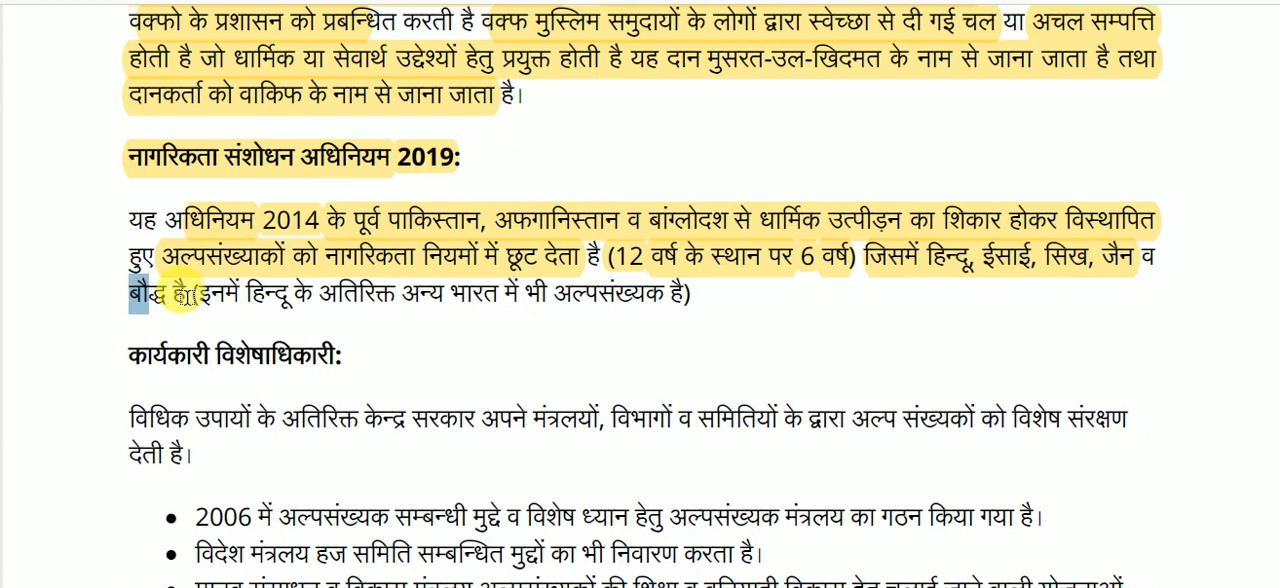 वक्फो के प्रशासन को प्रबन्धित करती है वक्फ मुस्लिम समुदायों के लोगों द्वारा स्वेच्छा से दी गई चल या अचल सम्पत्ति
होती है जो धार्मिक या सेवार्थ उद्देश्यों हेतु प्रयुक्त होती है यह दान मुसरत-उल-खिदमत के नाम से जाना जाता है तथा
दानकर्ता को वाकिफ के नाम से जाना जाता है।
नागरिकता संशोधन अधिनियम 2019:
यह अधिनियम 2014 के पूर्व पाकिस्तान, अफगानिस्तान व बांग्लोदश से धार्मिक उत्पीड़न का शिकार होकर विस्थापित
हुए अल्पसंख्याकों को नागरिकता नियमों में छूट देता है (12 वर्ष के स्थान पर 6 वर्ष) जिसमें हिन्दू, ईसाई, सिख, जैन व
बौद्ध है (इनमें हिन्दू के अतिरिक्त अन्य भारत में भी अल्पसंख्यक है)
कार्यकारी विशेषाधिकारी:
विधिक उपायों के अतिरिक्त केन्द्र सरकार अपने मंत्रलयों, विभागों व समितियों के द्वारा अल्प संख्यकों को विशेष संरक्षण
देती है।
• 2006 में अल्पसंख्यक सम्बन्धी मुद्दे व विशेष ध्यान हेतु अल्पसंख्यक मंत्रलय का गठन किया गया है।
• विदेश मंत्रलय हज समिति सम्बन्धित मुद्दों का भी निवारण करता है।